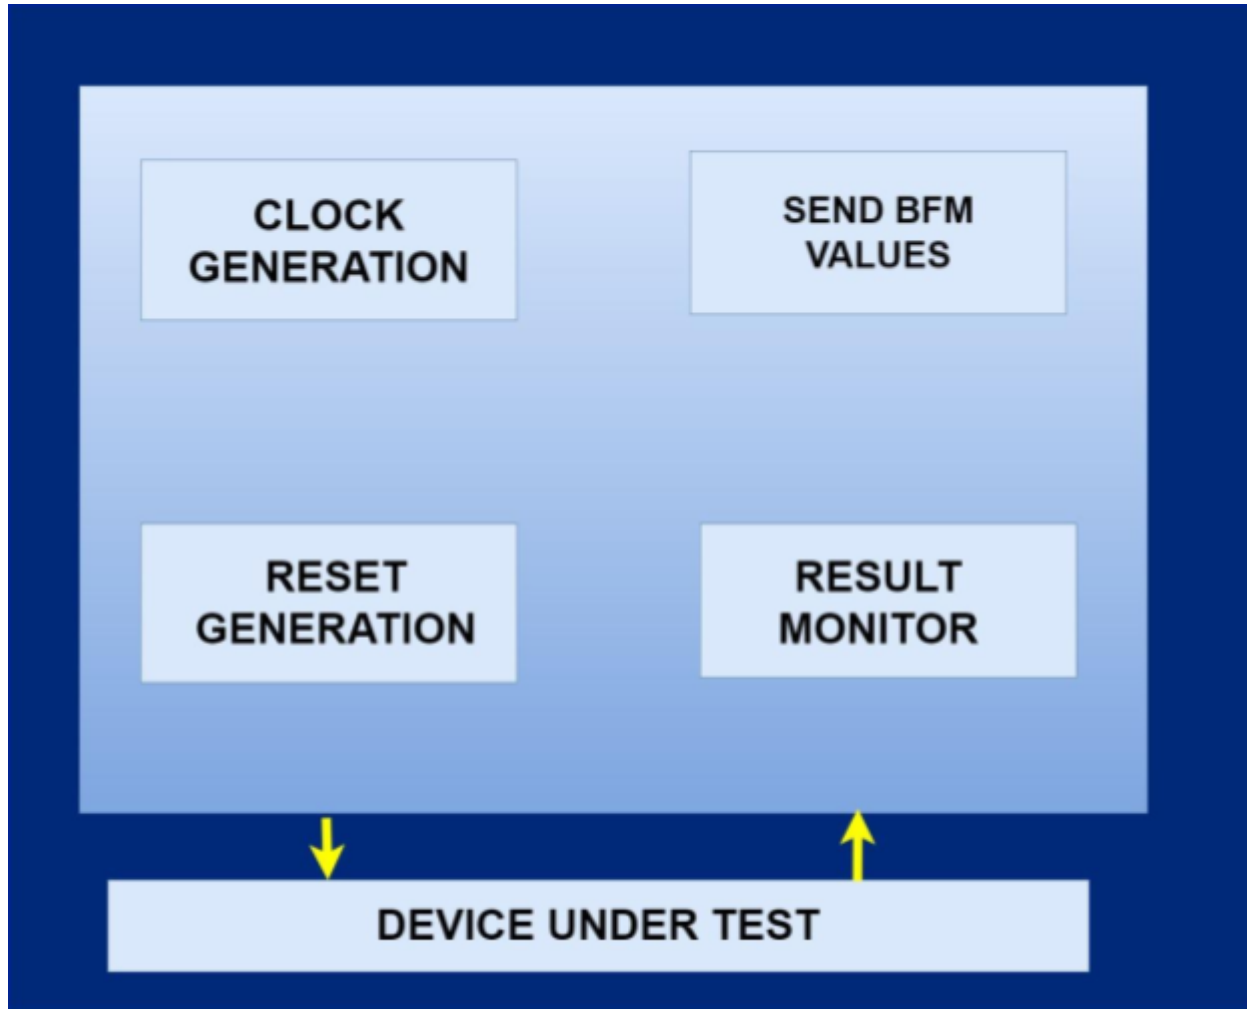 CLOCK
GENERATION
SEND BFM
VALUES
RESET
GENERATION
RESULT
MONITOR
DEVICE UNDER TEST